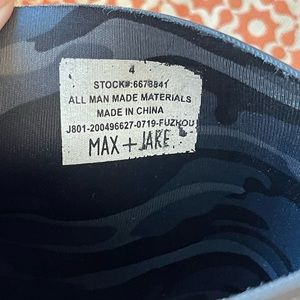 4
STOCK#:6678841
ALL MAN MADE MATERIALS
MADE IN CHINA
J801-200496627-0719-FUZHOU
MAX + JAKE